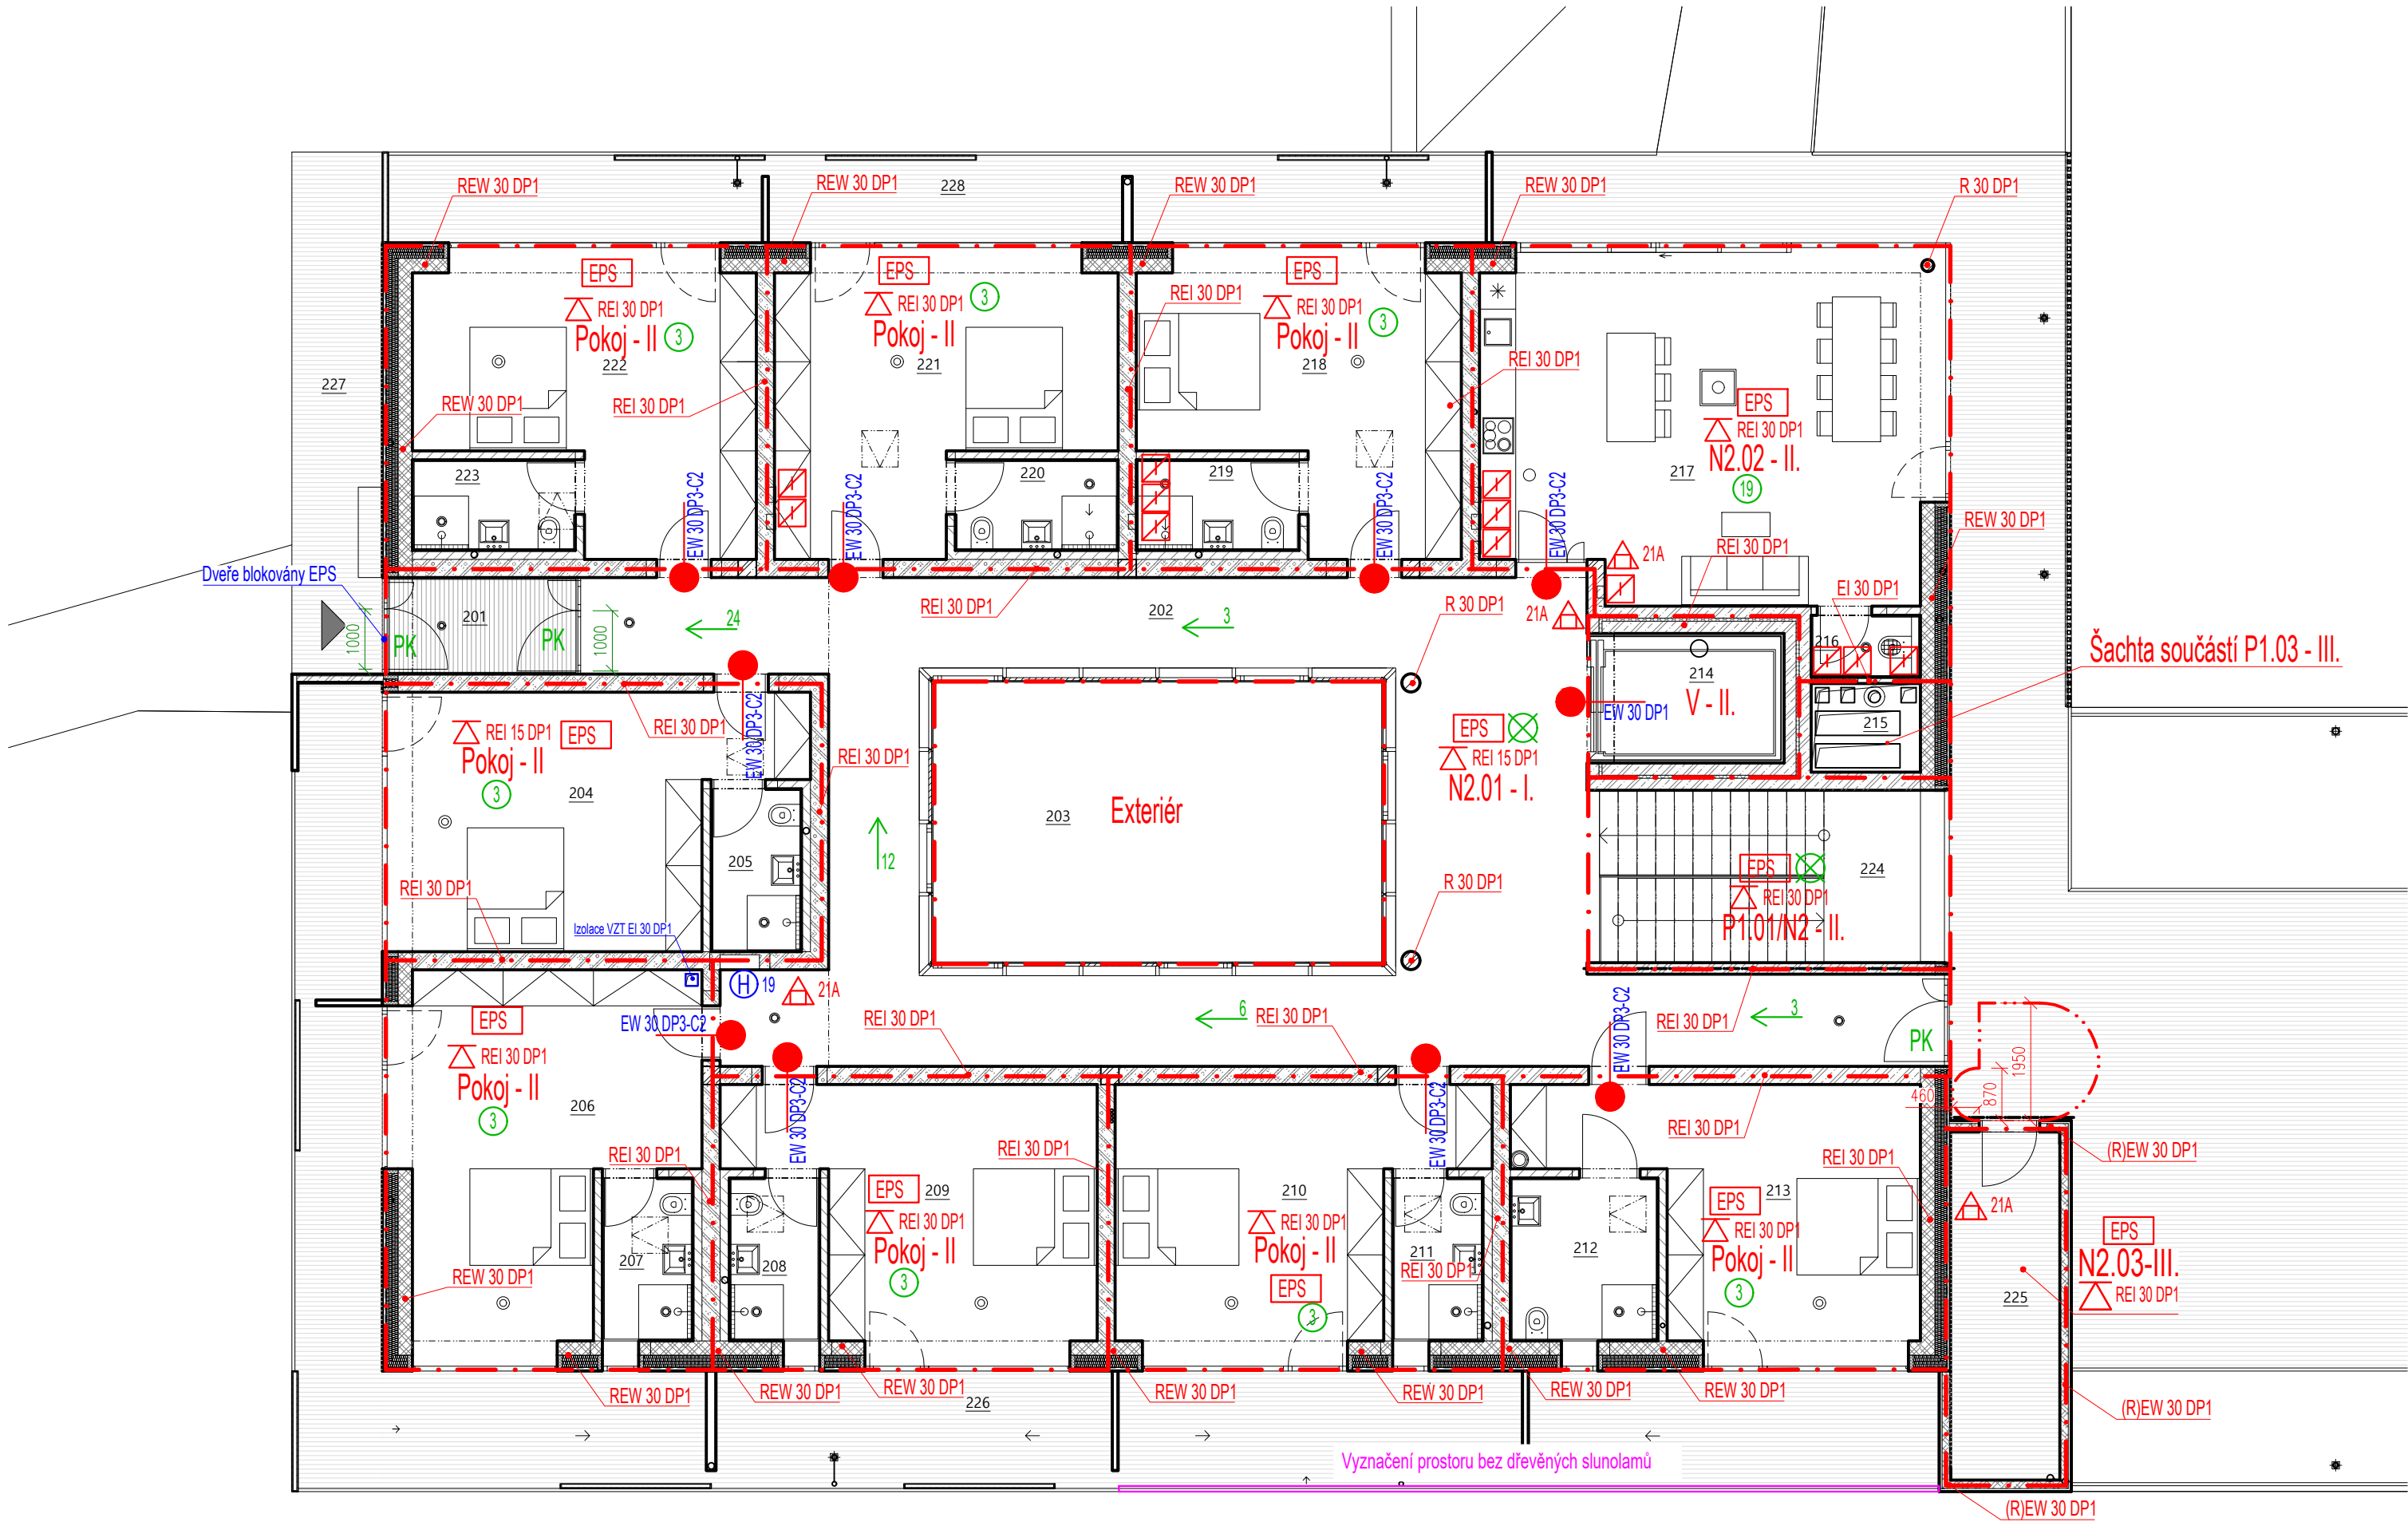 REW 30 DP1
REW 30 DP1
228
REW 30 DP1
REW 30 DP1
R 30 DP1
EPS
REI 30 DP1
Pokoj - II
3
222
EPS
REI 30 DP1
Pokoj - II
3
221
REI 30 DP1
EPS
REI 30 DP1
Pokoj - II
3
218
REI 30 DP1
227
REW 30 DP1
REI 30 DP1
EPS
REI 30 DP1
N2.02 - II.
19
217
223
EW 30 DP3-C2
EW 30 DP3-C2
220
219
EW 30 DP3-C2
EW 30 DP3-C2
REW 30 DP1
21A
REI 30 DP1
EI 30 DP1
Dveře blokovány EPS
201
1000
PK
PK
1000
24
REI 30 DP1
202
3
R 30 DP1
21A
216
214
V - II.
Šachta součástí P1.03 - III.
215
EW 30 DP1
REI 15 DP1
EPS
Pokoj - II
3
204
REI 30 DP1
EW 30 DP3-C2
REI 30 DP1
EPS
REI 15 DP1
N2.01 - I.
203
Exteriér
12
205
REI 30 DP1
R 30 DP1
EPS
224
REI 30 DP1
P1.01/N2 - II.
Izolace VZT EI 30 DP1
H
19
21A
EPS
REI 30 DP1
Pokoj - II
3
206
EW 30 DP3-C2
REI 30 DP1
6
REI 30 DP1
EW 30 DP3-C2
REI 30 DP1
3
PK
1950
870
460
EW 30 DP3-C2
EW 30 DP3-C2
REI 30 DP1
REI 30 DP1
REI 30 DP1
REI 30 DP1
(R)EW 30 DP1
EPS
209
REI 30 DP1
Pokoj - II
3
210
REI 30 DP1
Pokoj - II
EPS
3
EPS
213
REI 30 DP1
Pokoj - II
3
21A
EPS
N2.03-III.
REI 30 DP1
225
207
208
211
REI 30 DP1
212
REW 30 DP1
REW 30 DP1
REW 30 DP1
REW 30 DP1
REW 30 DP1
REW 30 DP1
REW 30 DP1
REW 30 DP1
226
(R)EW 30 DP1
Vyznačení prostoru bez dřevěných slunolamů
(R)EW 30 DP1